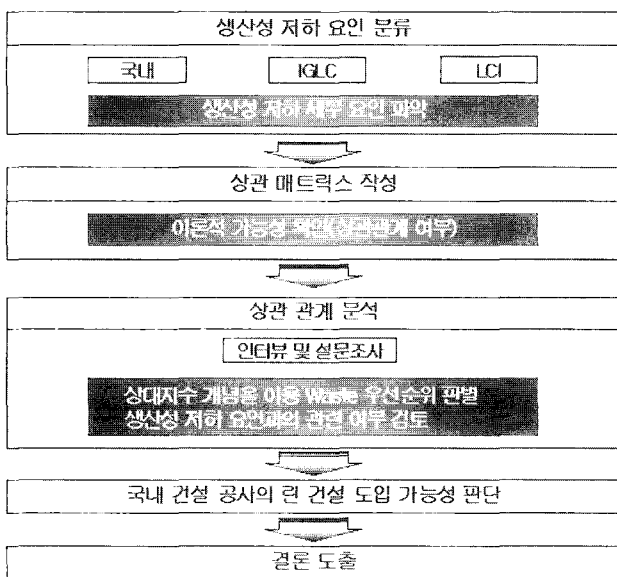 생산성 저하 요인 분류
국내 IGLC LCI
생산성 저하 세부 요인 파악
상관 매트릭스 작성
이론적 가능성 확인(상관관계 여부)
상관 관계 분석
인터뷰 및 설문조사
상대지수 개념을 이용 Waste 우선순위 판별
생산성 저하 요인과의 관련 여부 검토
국내 건설 공사의 린 건설 도입 가능성 판단
결론 도출